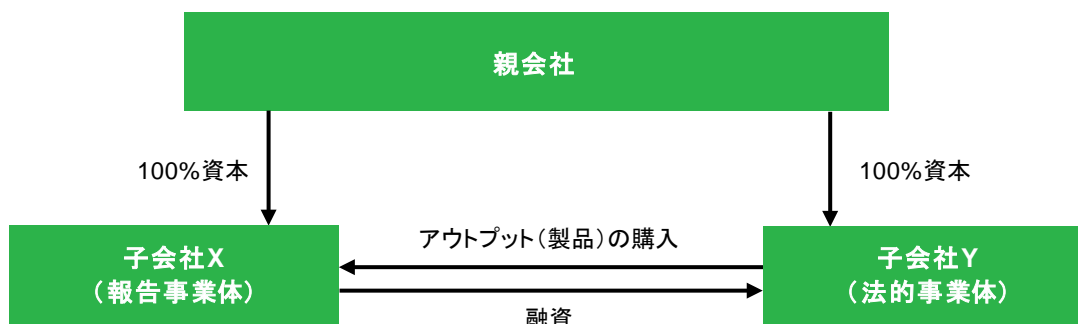 親会社
100%資本
100%資本
子会社X
（報告事業体）
アウトプット（製品）の購入
子会社Y
（法的事業体）
融資